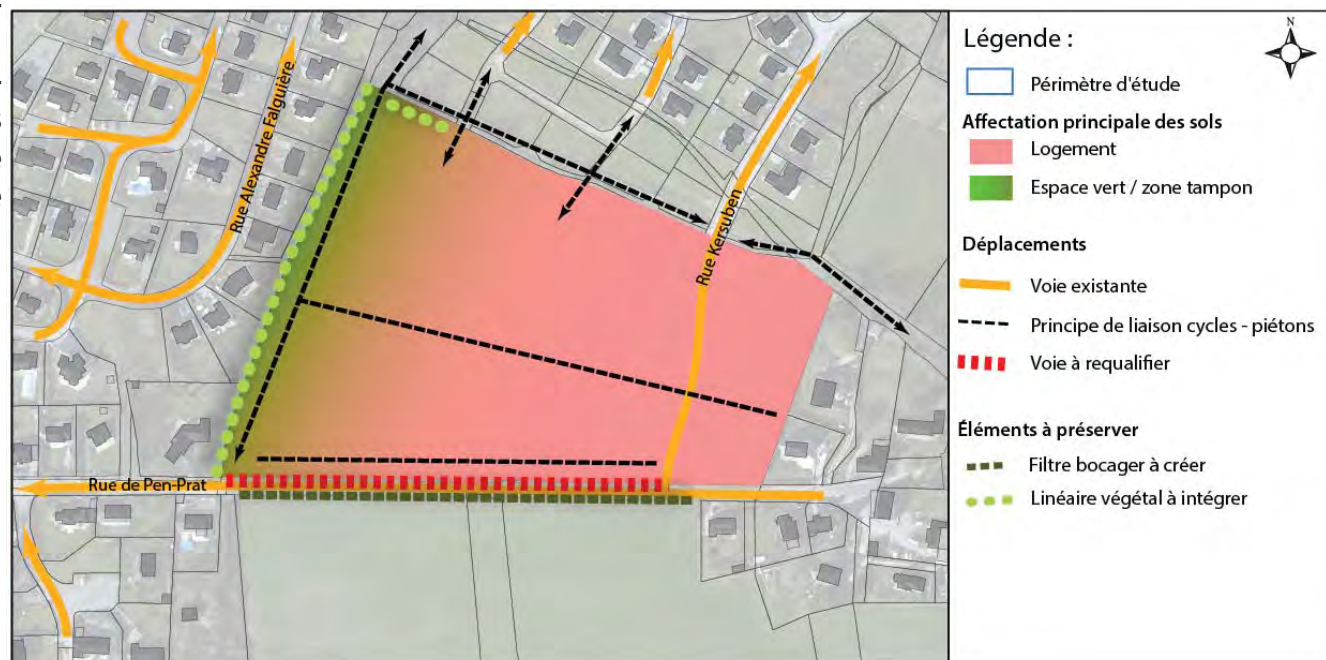 Rue Alexandre Falguière
Rue Kersuben
Rue de Pen-Prat
Légende :
N
Périmètre d'étude
Affectation principale des sols
Logement
Espace vert / zone tampon
Déplacements
Voie existante
Principe de liaison cycles - piétons
Voie à requalifier
Éléments à préserver
Filtre bocager à créer
Linéaire végétal à intégrer